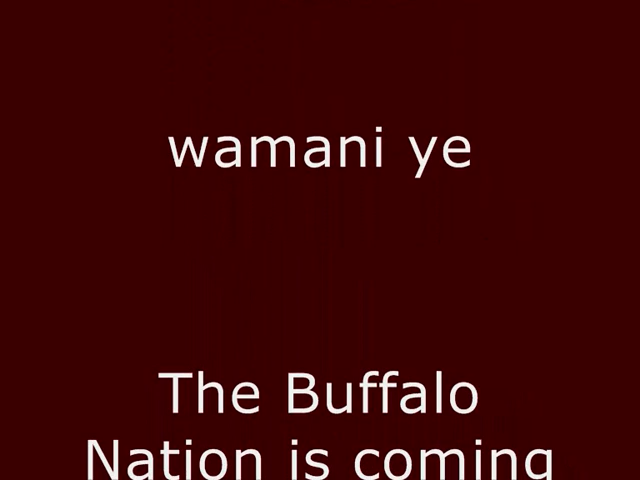 wamani ye
The Buffalo
Nation is coming